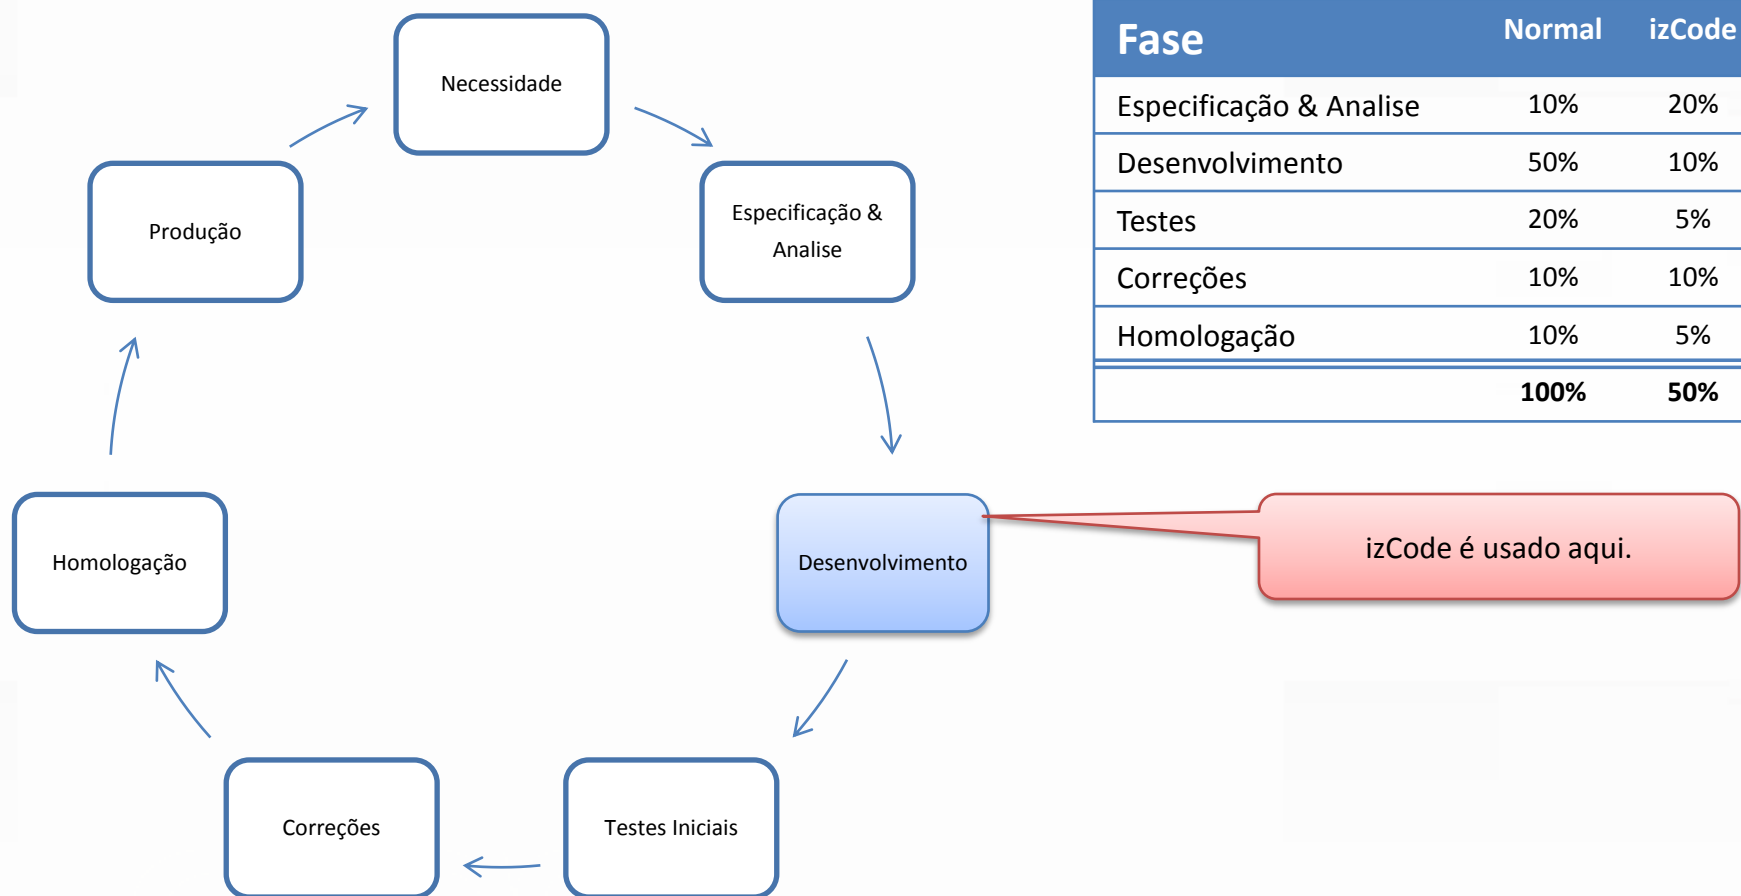 Necessidade
Especificação &
Analise
Desenvolvimento
Testes Iniciais
Correções
Homologação
Produção
Fase Normal izCode
Especificação & Analise 10% 20%
Desenvolvimento 50% 10%
Testes 20% 5%
Correções 10% 10%
Homologação 10% 5%
100% 50%
izCode é usado aqui.